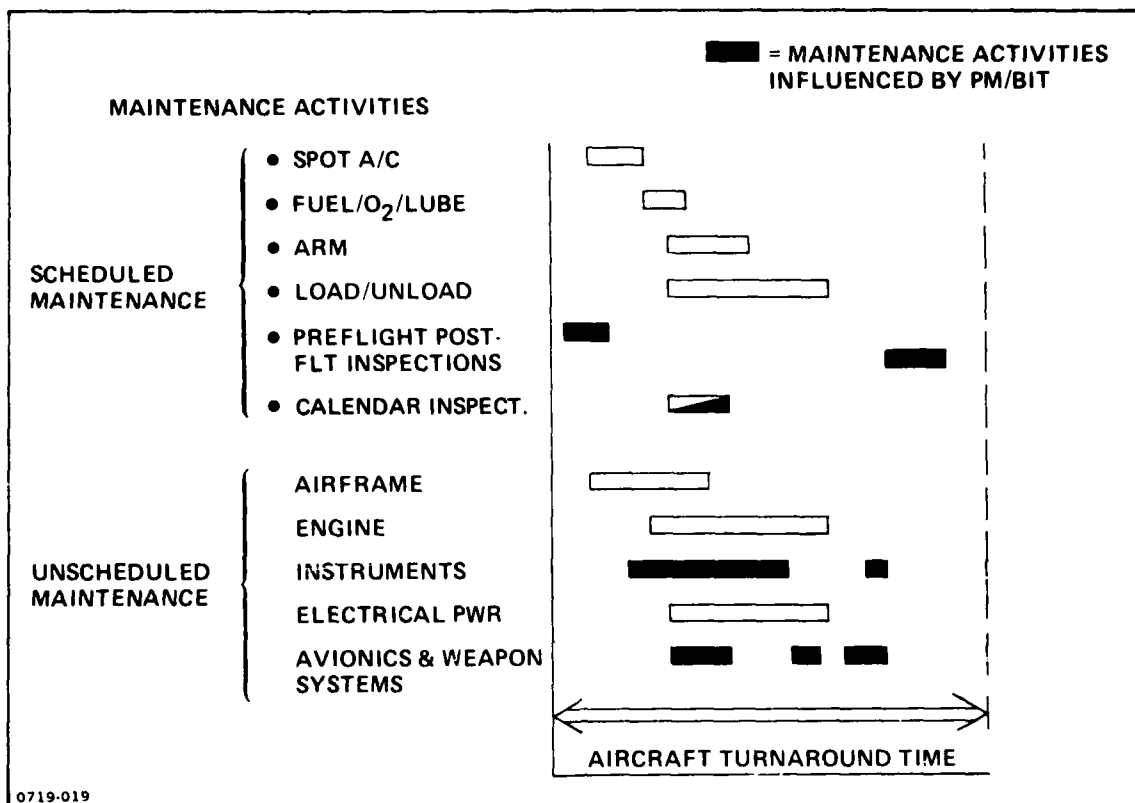 = MAINTENANCE ACTIVITIES
INFLUENCED BY PM/BIT
MAINTENANCE ACTIVITIES
SCHEDULED
MAINTENANCE
• SPOT A/C
• FUEL/O₂/LUBE
• ARM
• LOAD/UNLOAD
• PREFLIGHT POST-
FLT INSPECTIONS
• CALENDAR INSPECT.
UNSCHEDULED
MAINTENANCE
AIRFRAME
ENGINE
INSTRUMENTS
ELECTRICAL PWR
AVIONICS & WEAPON
SYSTEMS
AIRCRAFT TURNAROUND TIME
0719-019